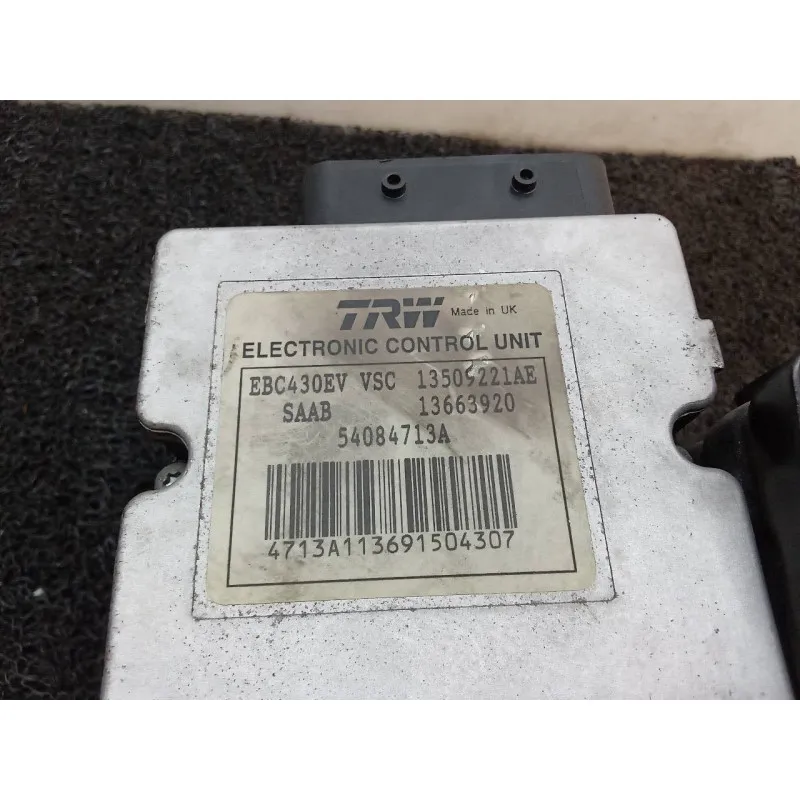 TRW Made in UK
ELECTRONIC CONTROL UNIT
EBC430EV VSC 13509221AE
SAAB 13663920
54084713A
4713A113691504307